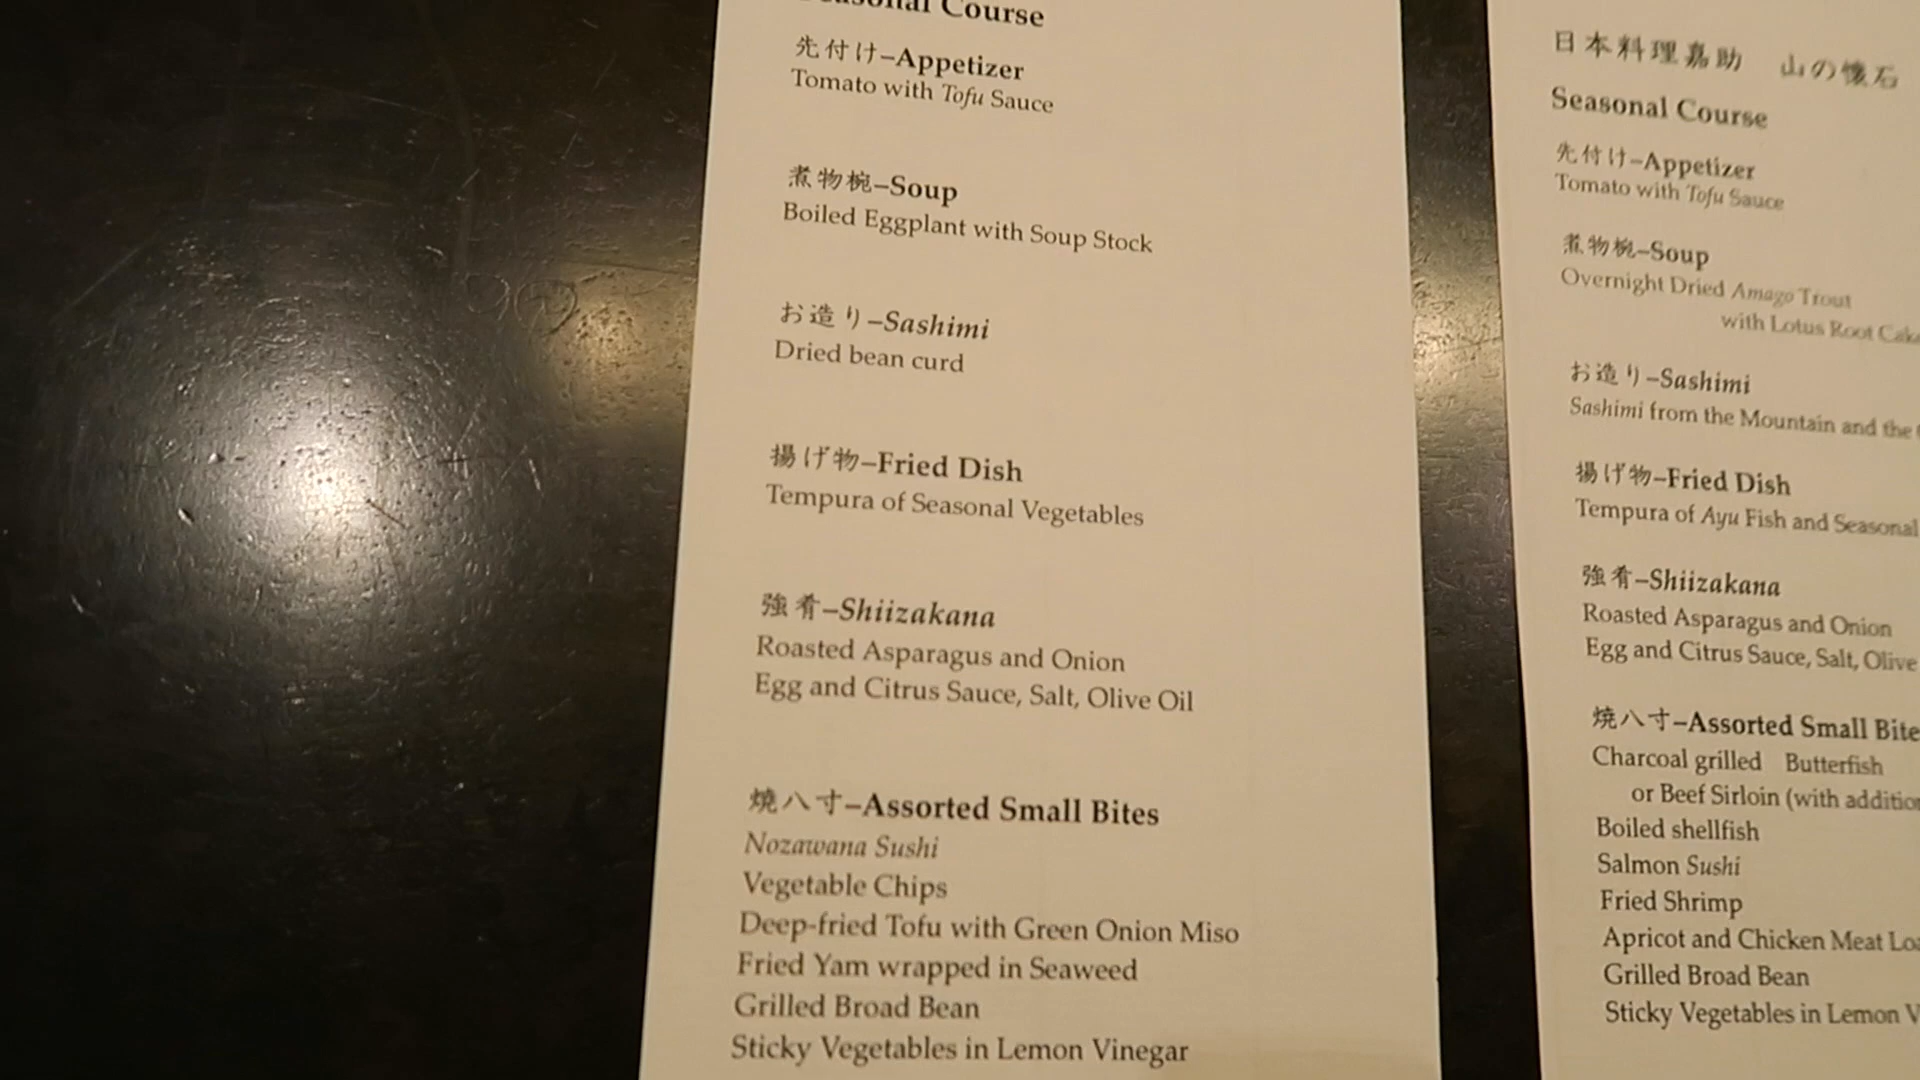 Seasonal Course
先付け–Appetizer
Tomato with Tofu Sauce
煮物椀–Soup
Boiled Eggplant with Soup Stock
お造り–Sashimi
Dried bean curd
揚げ物–Fried Dish
Tempura of Seasonal Vegetables
強肴–Shiizakana
Roasted Asparagus and Onion
Egg and Citrus Sauce, Salt, Olive Oil
焼八寸–Assorted Small Bites
Nozawana Sushi
Vegetable Chips
Deep-fried Tofu with Green Onion Miso
Fried Yam wrapped in Seaweed
Grilled Broad Bean
Sticky Vegetables in Lemon Vinegar
日本料理嘉助 山の懐石
Seasonal Course
先付け–Appetizer
Tomato with Tofu Sauce
煮物椀–Soup
Overnight Dried Amago Trout
with Lotus Root
お造り–Sashimi
Sashimi from the Mountain and the
揚げ物–Fried Dish
Tempura of Ayu Fish and Seasonal
強肴–Shiizakana
Roasted Asparagus and Onion
Egg and Citrus Sauce, Salt, Olive
焼八寸–Assorted Small Bite
Charcoal grilled Butterfish
or Beef Sirloin (with
Boiled shellfish
Salmon Sushi
Fried Shrimp
Apricot and Chicken Meat
Grilled Broad Bean
Sticky Vegetables in Lemon